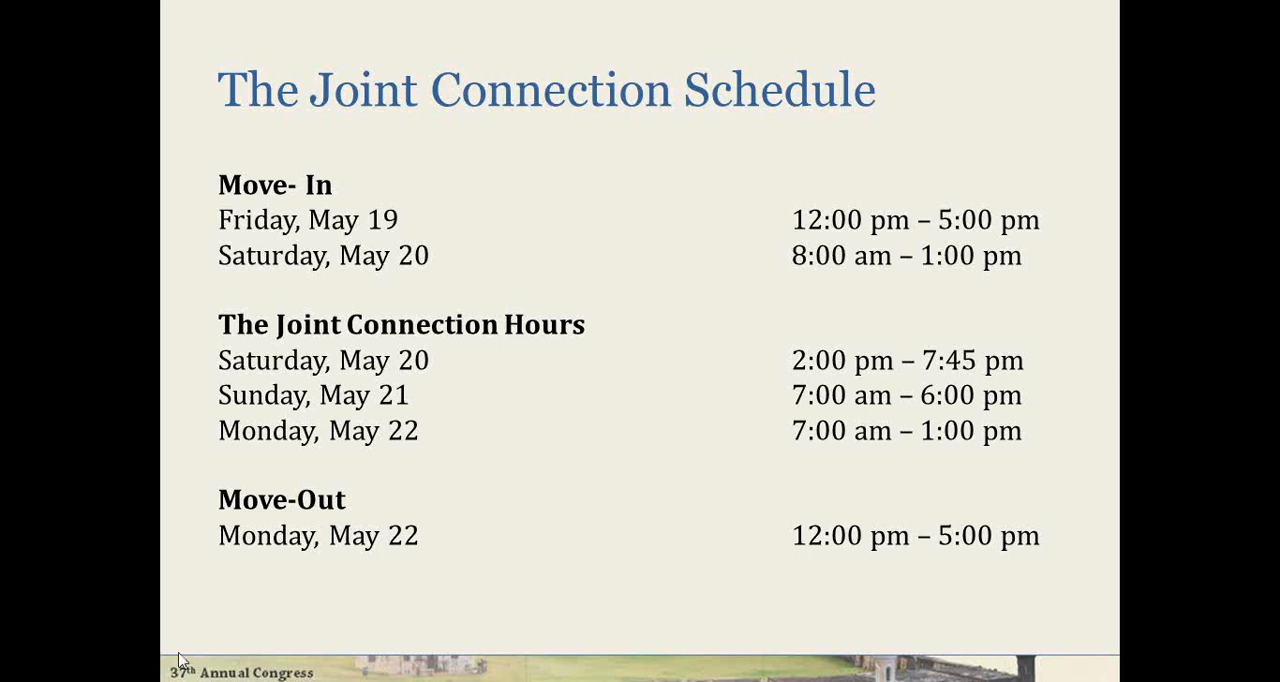 The Joint Connection Schedule
Move- In
Friday, May 19 12:00 pm – 5:00 pm
Saturday, May 20 8:00 am – 1:00 pm
The Joint Connection Hours
Saturday, May 20 2:00 pm – 7:45 pm
Sunday, May 21 7:00 am – 6:00 pm
Monday, May 22 7:00 am – 1:00 pm
Move-Out
Monday, May 22 12:00 pm – 5:00 pm
37th Annual Congress